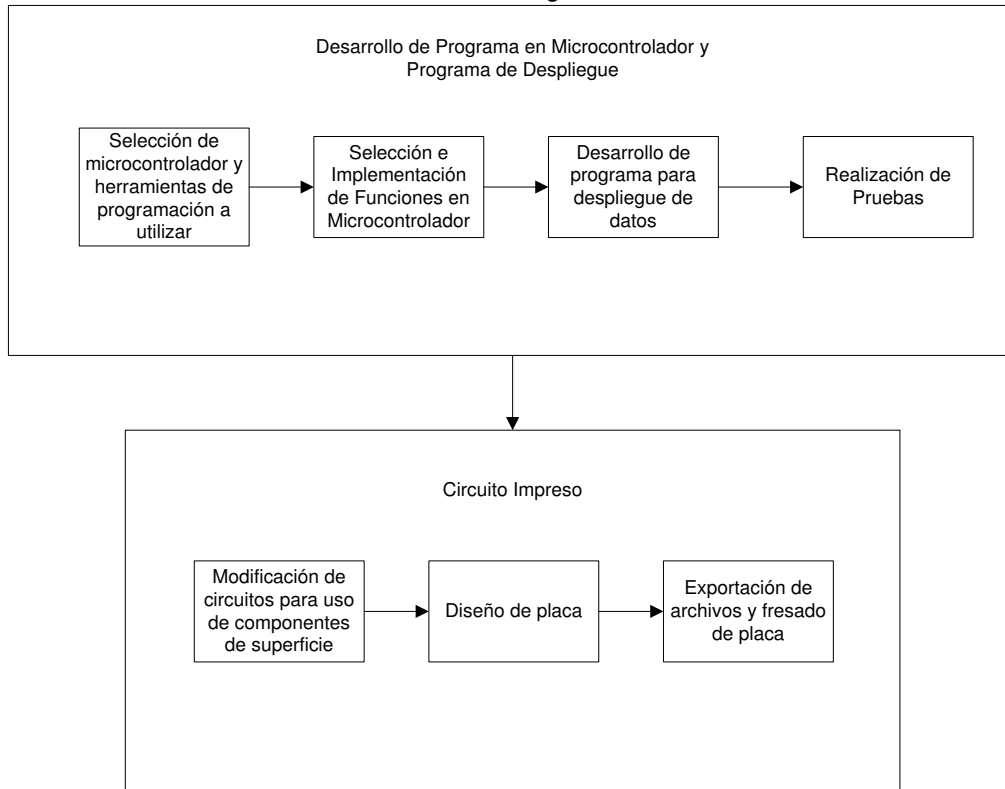 Desarrollo de Programa en Microcontrolador y
Programa de Despliegue
Selección de
microcontrolador y
herramientas de
programación a
utilizar
Selección e
Implementación
de Funciones en
Microcontrolador
Desarrollo de
programa para
despliegue de
datos
Realización de
Pruebas
Circuito Impreso
Modificación de
circuitos para uso
de componentes
de superficie
Diseño de placa
Exportación de
archivos y fresado
de placa